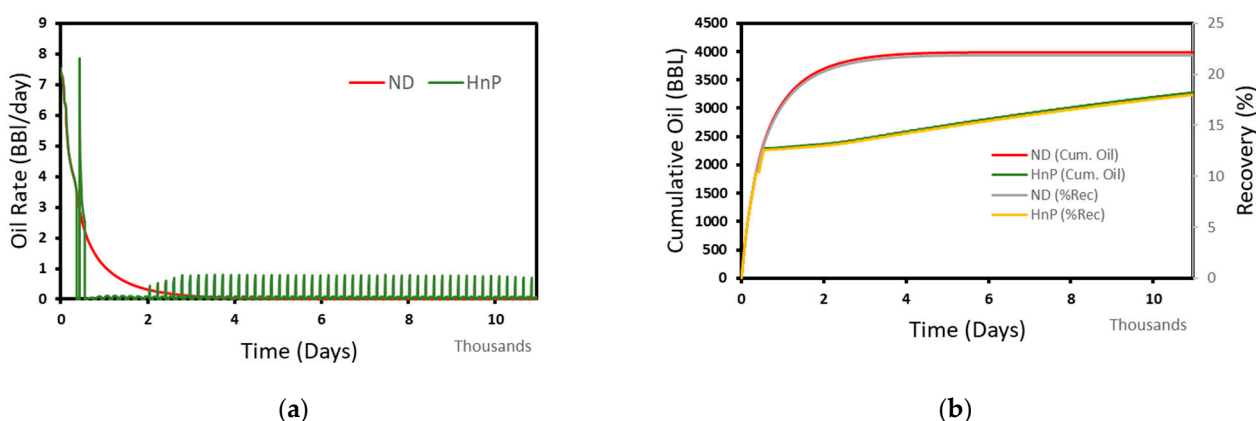 9
8
7
6
5
4
3
2
1
0
Oil Rate (BBl/day)
ND HnP
0 2 4 6 8 10
Time (Days)
Thousands
(a)
4500
4000
3500
3000
2500
2000
1500
1000
500
0
Cumulative Oil (BBL)
ND (Cum. Oil)
HnP (Cum. Oil)
ND (%Rec)
HnP (%Rec)
25
20
15
10
5
0
Recovery (%)
0 2 4 6 8 10
Time (Days)
Thousands
(b)